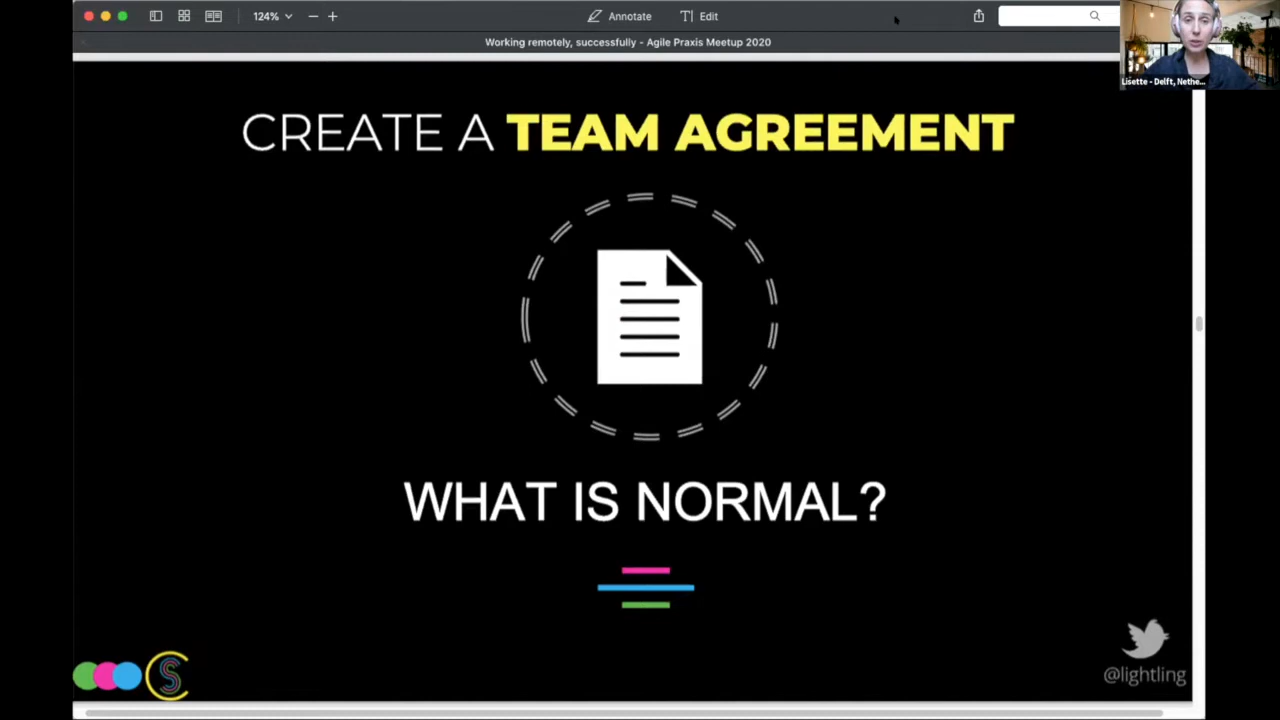 124%
Annotate
Edit
Working remotely, successfully - Agile Praxis Meetup 2020
Lisette - Delft, Nethe...
CREATE A TEAM AGREEMENT
WHAT IS NORMAL?
@lightling